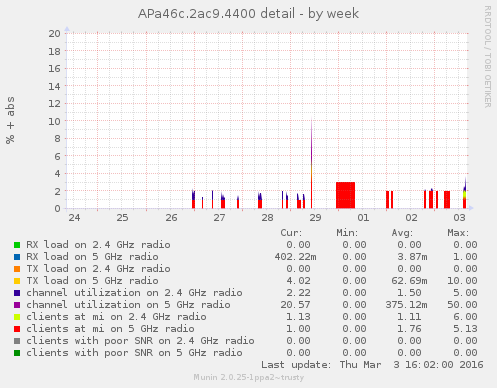 APa46c.2ac9.4400 detail - by week
RRDTOOL / TOBI OETIKER
% + abs
20
18
16
14
12
10
8
6
4
2
0
24 25 26 27 28 29 01 02 03
Cur: Min: Avg: Max:
RX load on 2.4 GHz radio 0.00 0.00 0.00 0.00
RX load on 5 GHz radio 402.22m 0.00 3.87m 1.00
TX load on 2.4 GHz radio 0.00 0.00 0.00 0.00
TX load on 5 GHz radio 4.02 0.00 62.69m 10.00
channel utilization on 2.4 GHz radio 2.22 0.00 1.50 5.00
channel utilization on 5 GHz radio 20.57 0.00 375.12m 50.00
clients at mi on 2.4 GHz radio 1.13 0.00 1.11 6.00
clients at mi on 5 GHz radio 1.00 0.00 1.76 5.13
clients with poor SNR on 2.4 GHz radio 0.00 0.00 0.00 0.00
clients with poor SNR on 5 GHz radio 0.00 0.00 0.00 0.00
Last update: Thu Mar 3 16:02:00 2016
Munin 2.0.25-1ppa2~trusty